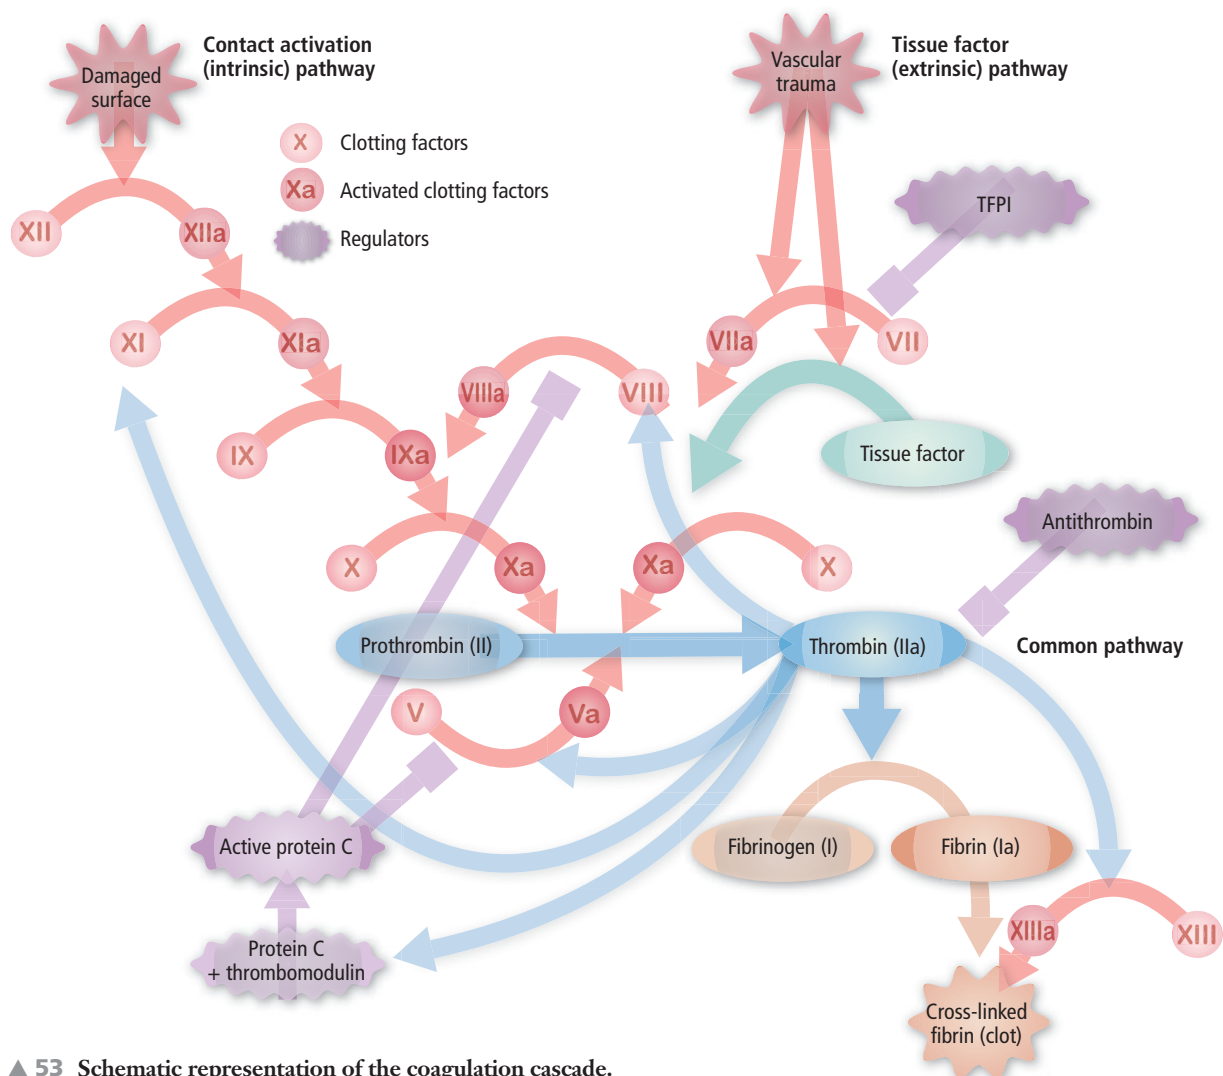 Contact activation
(intrinsic) pathway
Damaged
surface
X Clotting factors
Xa Activated clotting factors
Regulators
Tissue factor
(extrinsic) pathway
Vascular
trauma
TFPI
XII
XIIa
XI
XIa
VIIIa
VIII
VIIa
VII
IX
IXa
Tissue factor
Antithrombin
X
Xa
Xa
X
Prothrombin (II)
Thrombin (IIa)
Common pathway
V
Va
Active protein C
Fibrinogen (I)
Fibrin (Ia)
Protein C
+ thrombomodulin
XIIIa
XIII
Cross-linked
fibrin (clot)
▲ 53 Schematic representation of the coagulation cascade.